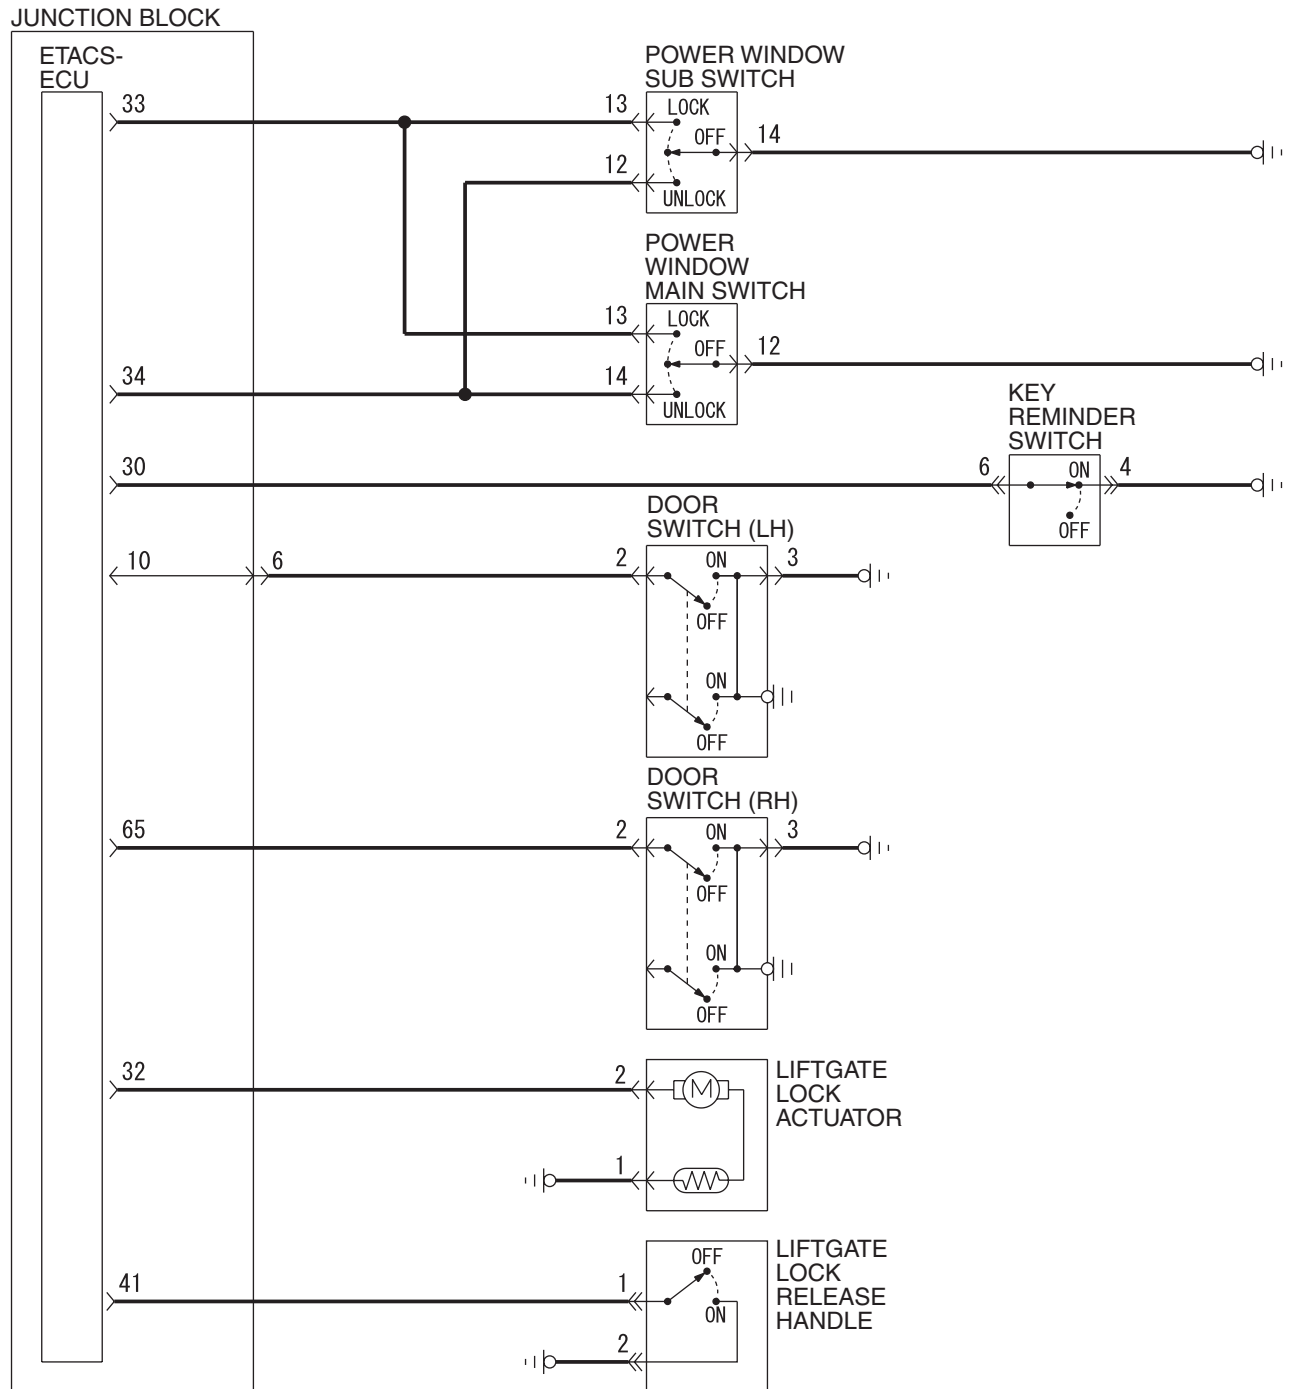 JUNCTION BLOCK
ETACS-
ECU
POWER WINDOW
SUB SWITCH
33
13
LOCK
OFF
14
12
UNLOCK
POWER
WINDOW
MAIN SWITCH
13
LOCK
OFF
12
34
14
UNLOCK
KEY
REMINDER
SWITCH
30
6
ON
4
OFF
DOOR
SWITCH (LH)
10
6
2
ON
3
OFF
ON
OFF
DOOR
SWITCH (RH)
65
2
ON
3
OFF
ON
OFF
32
2
M
LIFTGATE
LOCK
ACTUATOR
1
41
1
OFF
ON
LIFTGATE
LOCK
RELEASE
HANDLE
2